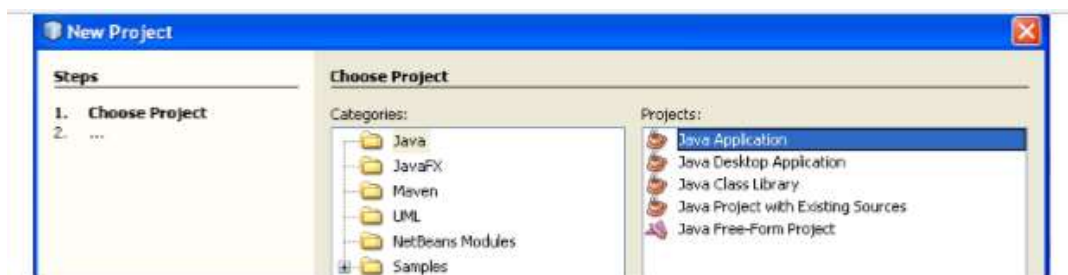 New Project
Steps
1. Choose Project
2. ...
Choose Project
Categories:
Java
JavaFX
Maven
UML
NetBeans Modules
Samples
Projects:
Java Application
Java Desktop Application
Java Class Library
Java Project with Existing Sources
Java Free-Form Project